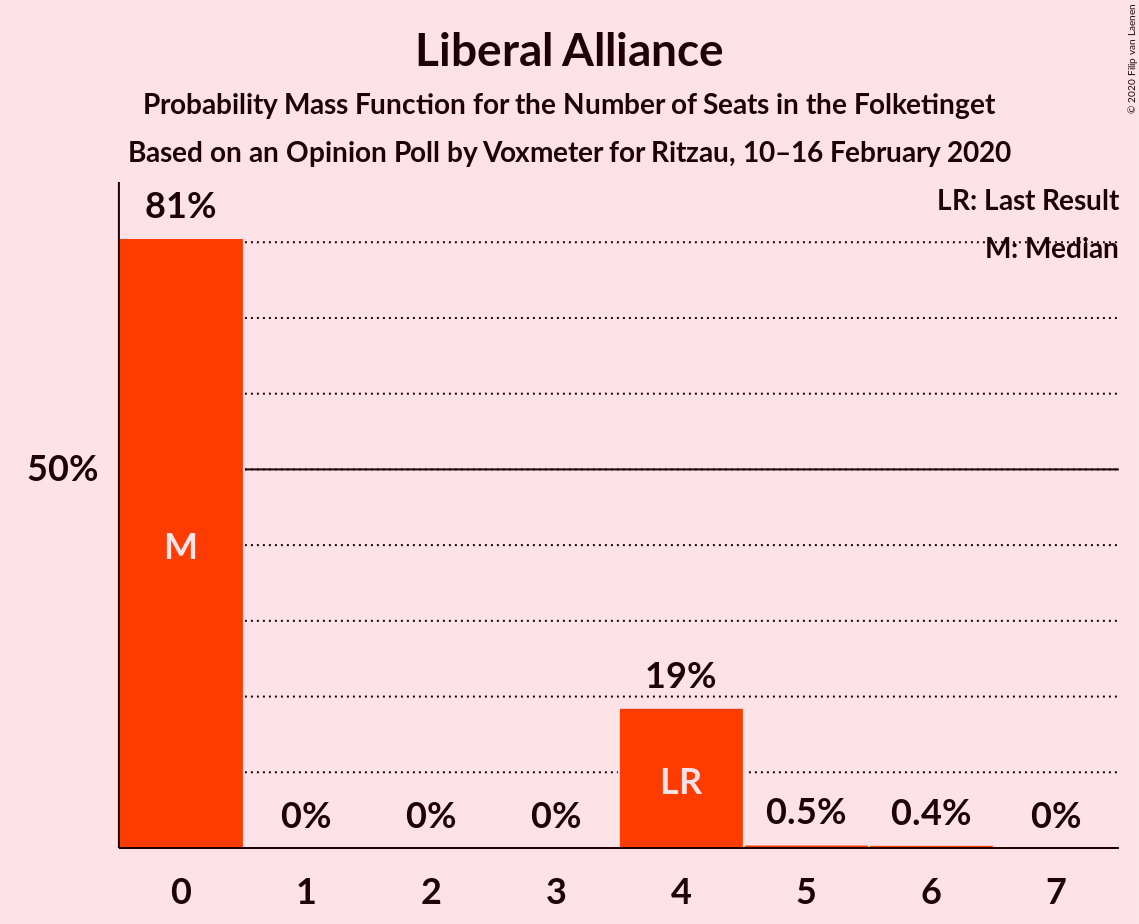 Liberal Alliance
Probability Mass Function for the Number of Seats in the Folketinget
Based on an Opinion Poll by Voxmeter for Ritzau, 10–16 February 2020
© 2020 Filip van Laenen
LR: Last Result
M: Median
81%
50%
M
19%
LR
0%
0%
0%
0.5%
0.4%
0%
0 1 2 3 4 5 6 7